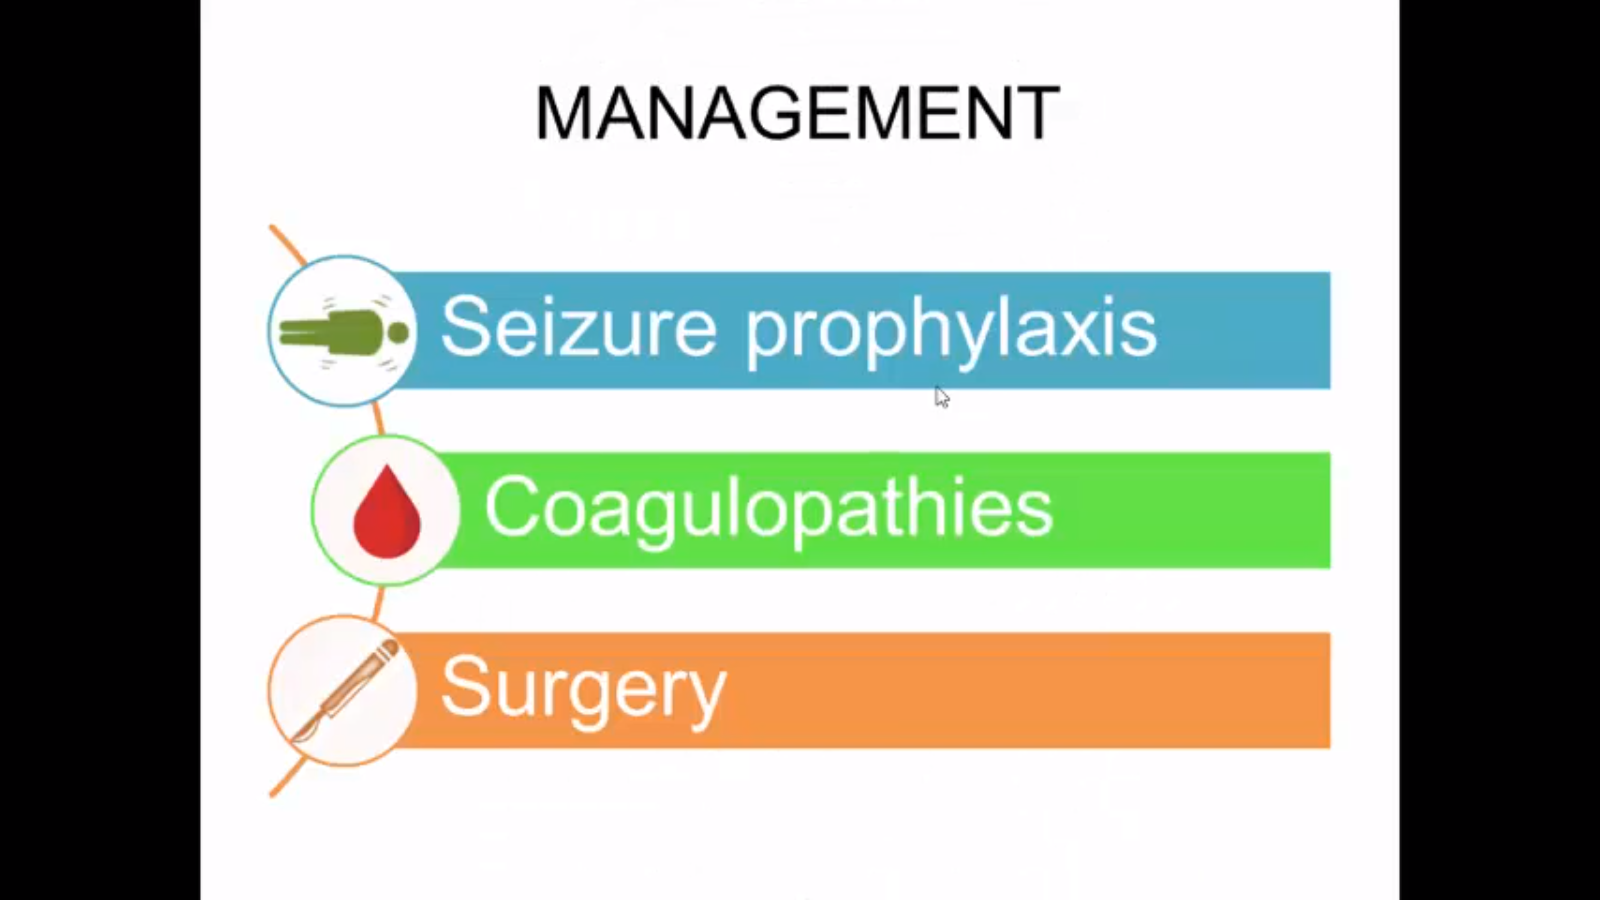 MANAGEMENT
Seizure prophylaxis
Coagulopathies
Surgery